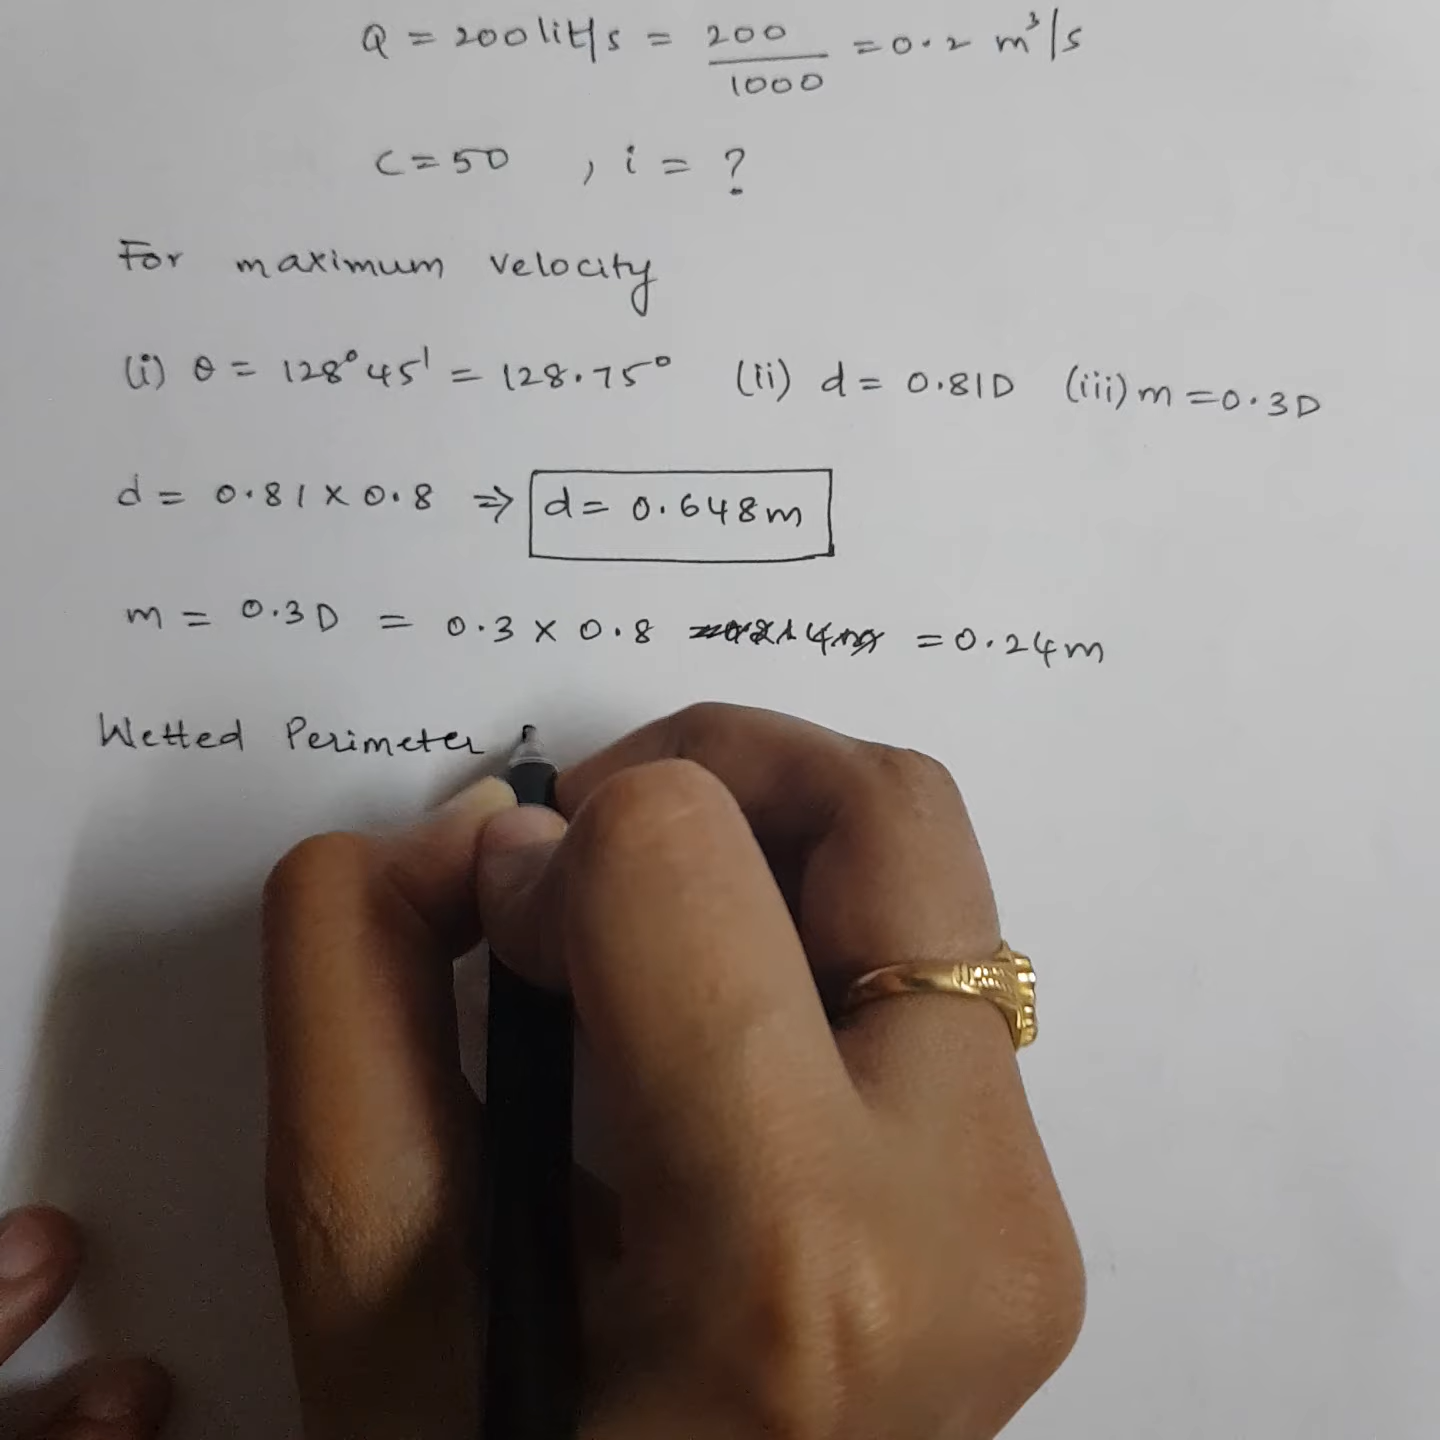 Q = 200 lit/s = 200/1000 = 0.2 m³/s
C = 50 , i = ?
For maximum velocity
(i) θ = 128°45' = 128.75° (ii) d = 0.81D (iii) m = 0.3D
d = 0.81 × 0.8 ⇒ d = 0.648m
m = 0.3D = 0.3 × 0.8 = 0.24m
Wetted Perimeter